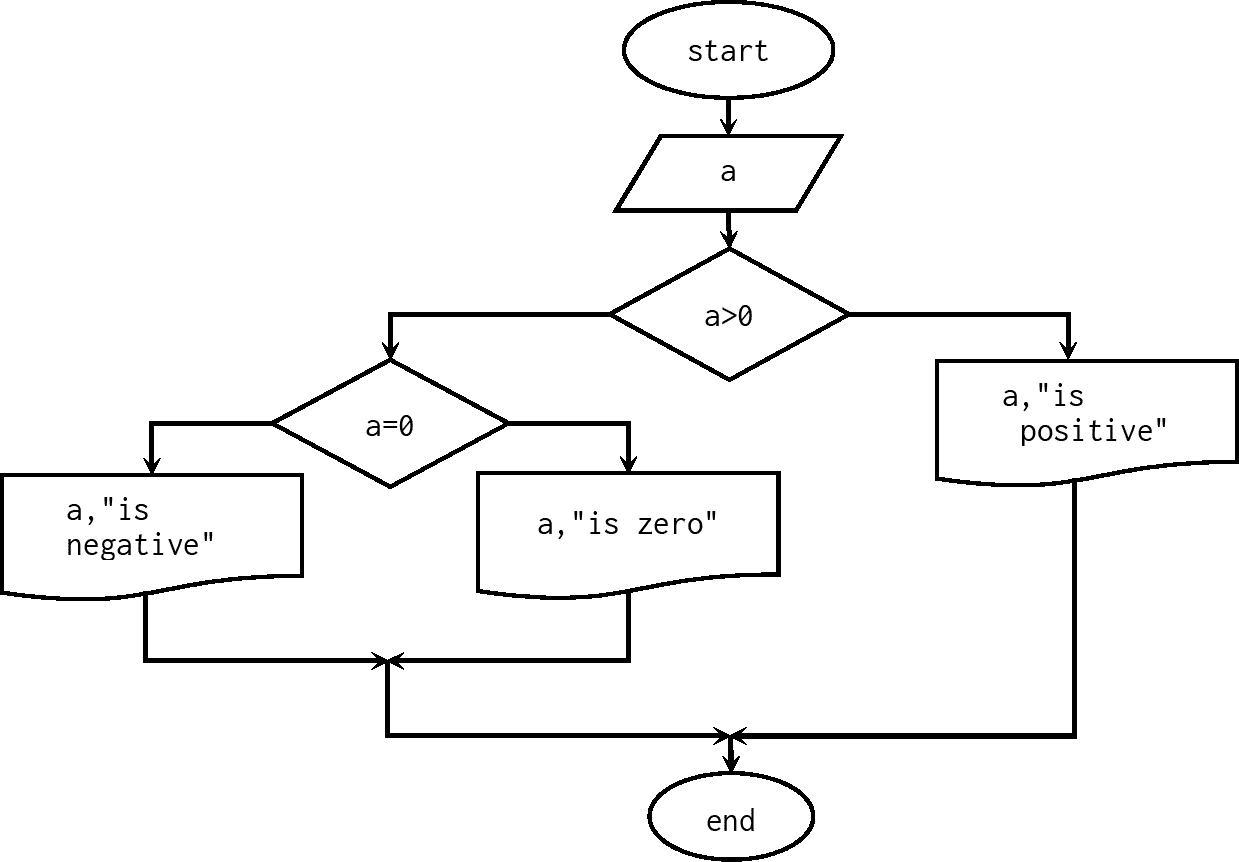 start
a
a>0
a=0
a,"is
positive"
a,"is
negative"
a,"is zero"
end